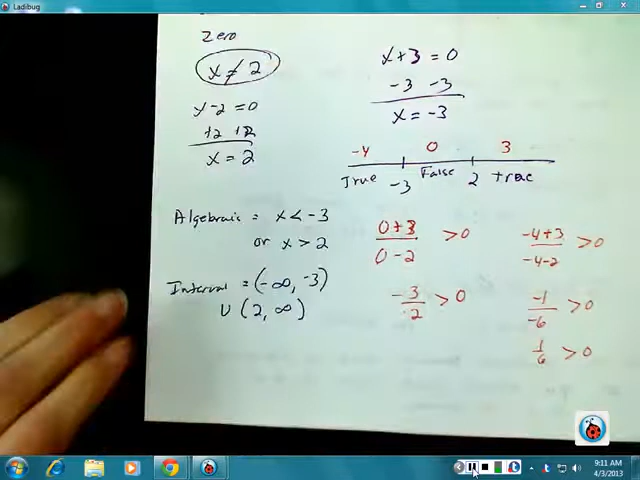 Ladibug
Zero
x ≠ 2
x-2 = 0
+2 +2
x = 2
x+3 = 0
-3 -3
x = -3
-4 0 3
True -3 False 2 true
Algebrais = x < -3
or x > 2
Interval = (-∞, -3)
U (2, ∞)
0+3
0-2
>0
-3
2
>0
-4+3
-4-2
>0
-1
-6
>0
1
6
>0
9:11 AM
4/3/2013